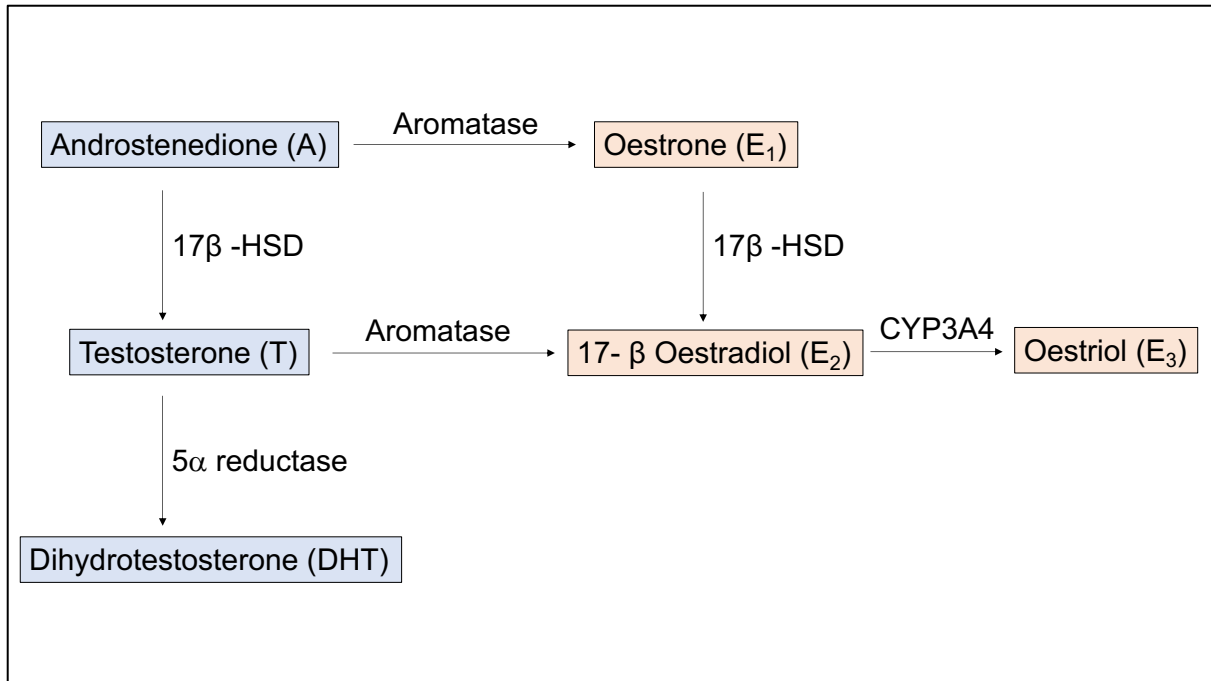 Aromatase
Androstenedione (A)
Oestrone (E₁)
17β -HSD
17β -HSD
Aromatase
CYP3A4
Testosterone (T)
17- β Oestradiol (E₂)
Oestriol (E₃)
5α reductase
Dihydrotestosterone (DHT)